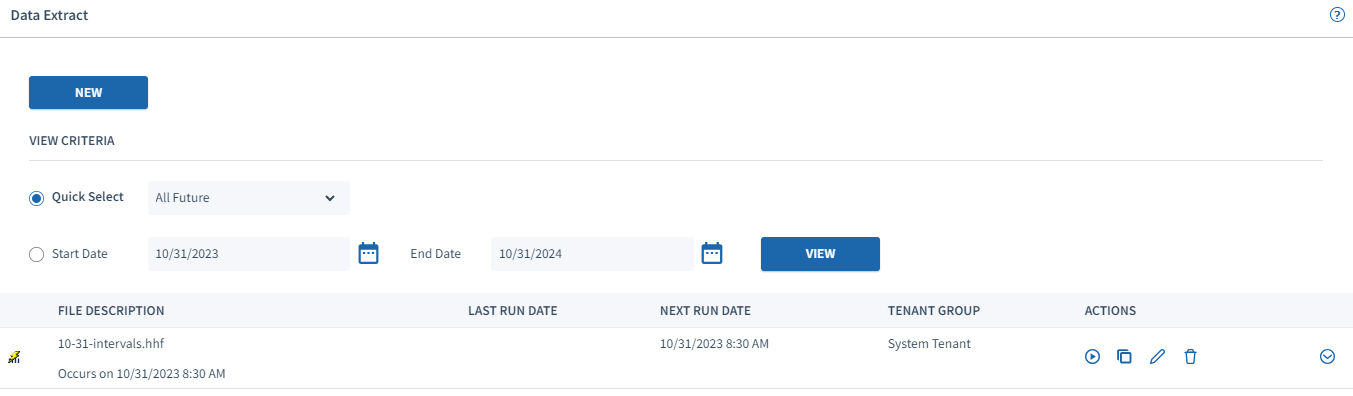 Data Extract
NEW
VIEW CRITERIA
Quick Select All Future
Start Date 10/31/2023 End Date 10/31/2024 VIEW
FILE DESCRIPTION LAST RUN DATE NEXT RUN DATE TENANT GROUP ACTIONS
10-31-intervals.hhf 10/31/2023 8:30 AM System Tenant
Occurs on 10/31/2023 8:30 AM